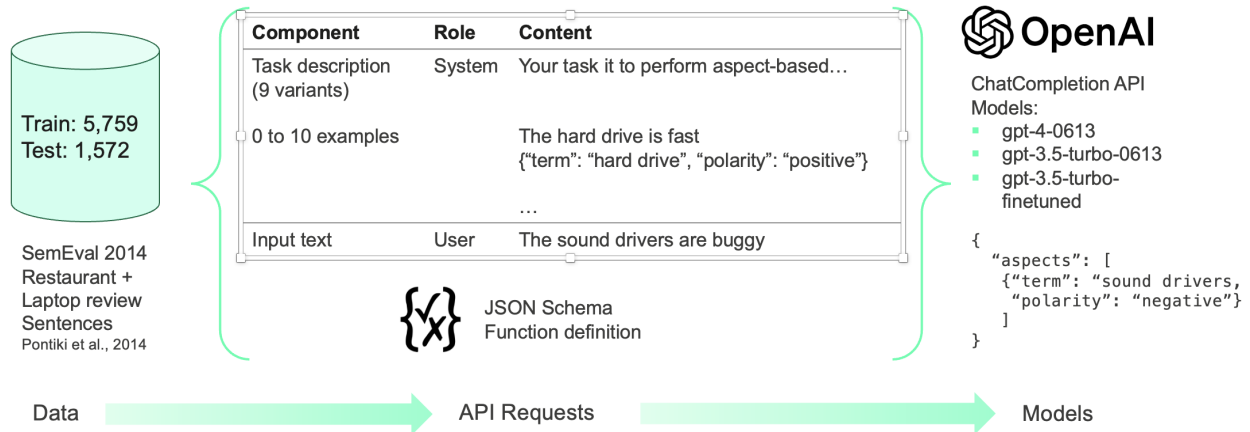 Train: 5,759
Test: 1,572
SemEval 2014
Restaurant +
Laptop review
Sentences
Pontiki et al., 2014
Component Role Content
Task description System Your task it to perform aspect-based…
(9 variants)
0 to 10 examples The hard drive is fast
{“term”: “hard drive”, “polarity”: “positive”}
…
Input text User The sound drivers are buggy
JSON Schema
Function definition
OpenAI
ChatCompletion API
Models:
▪ gpt-4-0613
▪ gpt-3.5-turbo-0613
▪ gpt-3.5-turbo-
finetuned
{
“aspects”: [
{“term”: “sound drivers,
“polarity”: “negative”}
]
}
Data API Requests Models